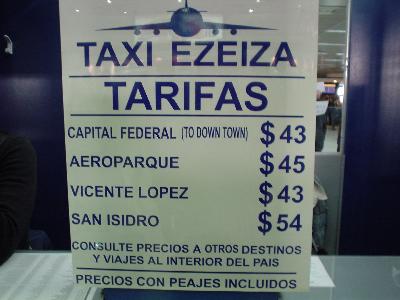 TAXI EZEIZA
TARIFAS
CAPITAL FEDERAL (TO DOWN TOWN) $43
AEROPARQUE $45
VICENTE LOPEZ $43
SAN ISIDRO $54
CONSULTE PRECIOS A OTROS DESTINOS
Y VIAJES AL INTERIOR DEL PAIS
PRECIOS CON PEAJES INCLUIDOS